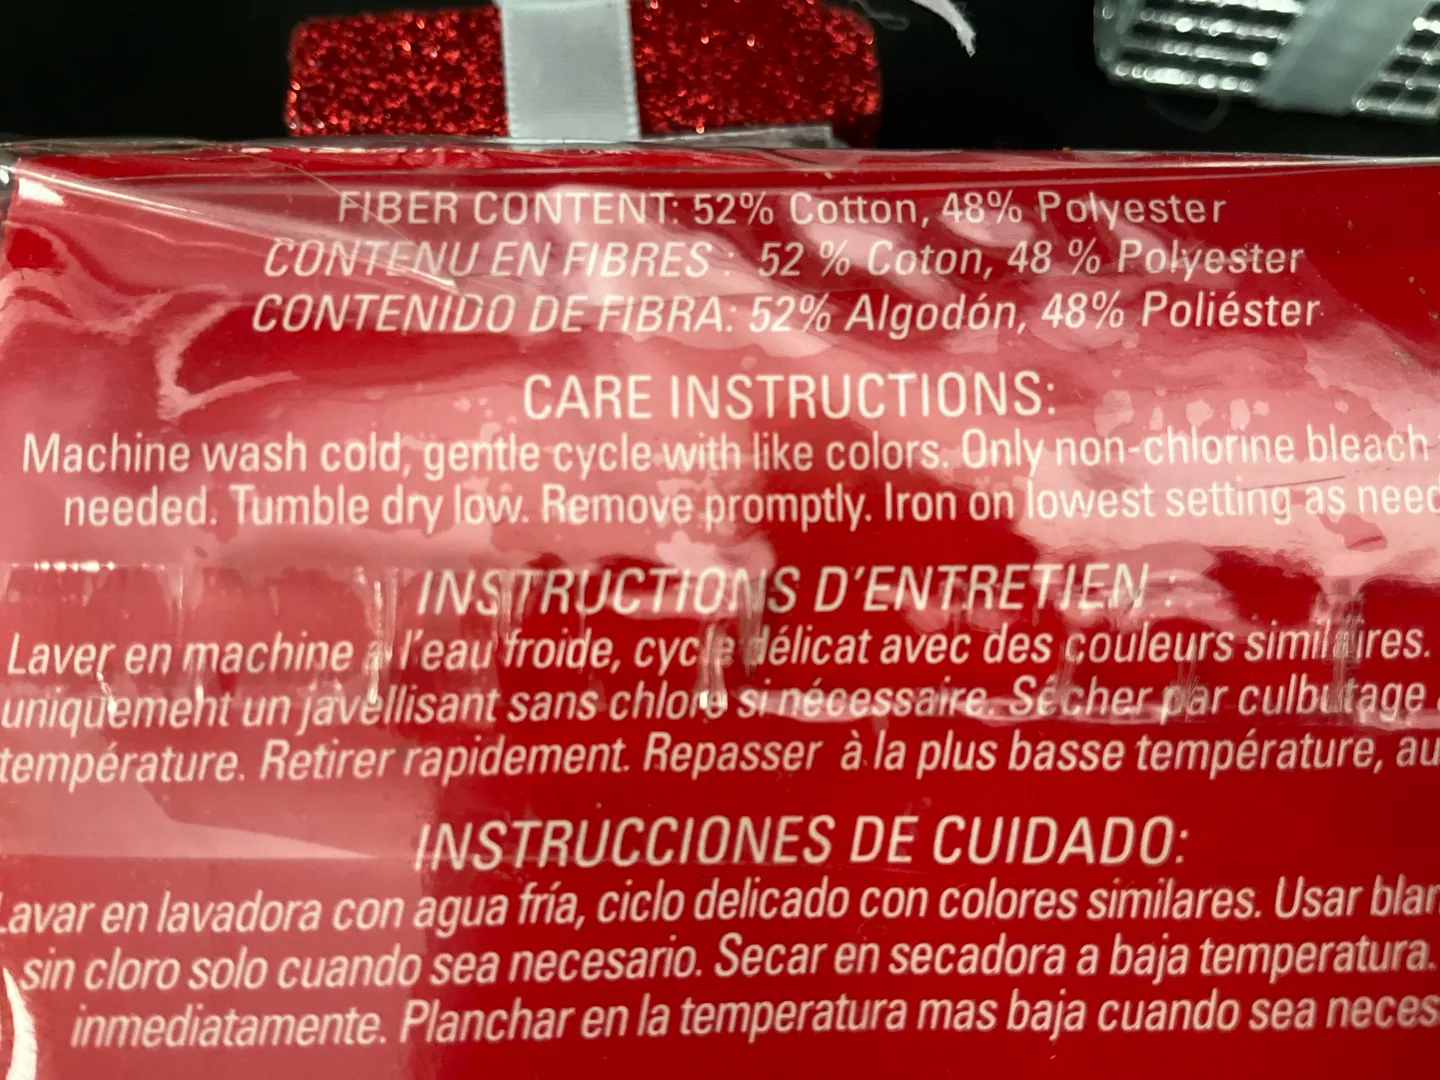 FIBER CONTENT: 52% Cotton, 48% Polyester
CONTENU EN FIBRES : 52 % Coton, 48 % Polyester
CONTENIDO DE FIBRA: 52% Algodón, 48% Poliéster
CARE INSTRUCTIONS:
Machine wash cold, gentle cycle with like colors. Only non-chlorine bleach
needed. Tumble dry low. Remove promptly. Iron on lowest setting as
INSTRUCTIONS D'ENTRETIEN :
Laver en machine à l'eau froide, cycle délicat avec des couleurs similaires.
uniquement un javellisant sans chlore si nécessaire. Sécher par culbutage
température. Retirer rapidement. Repasser à la plus basse température, au
INSTRUCCIONES DE CUIDADO:
Lavar en lavadora con agua fría, ciclo delicado con colores similares. Usar
sin cloro solo cuando sea necesario. Secar en secadora a baja temperatura.
inmediatamente. Planchar en la temperatura mas baja cuando sea